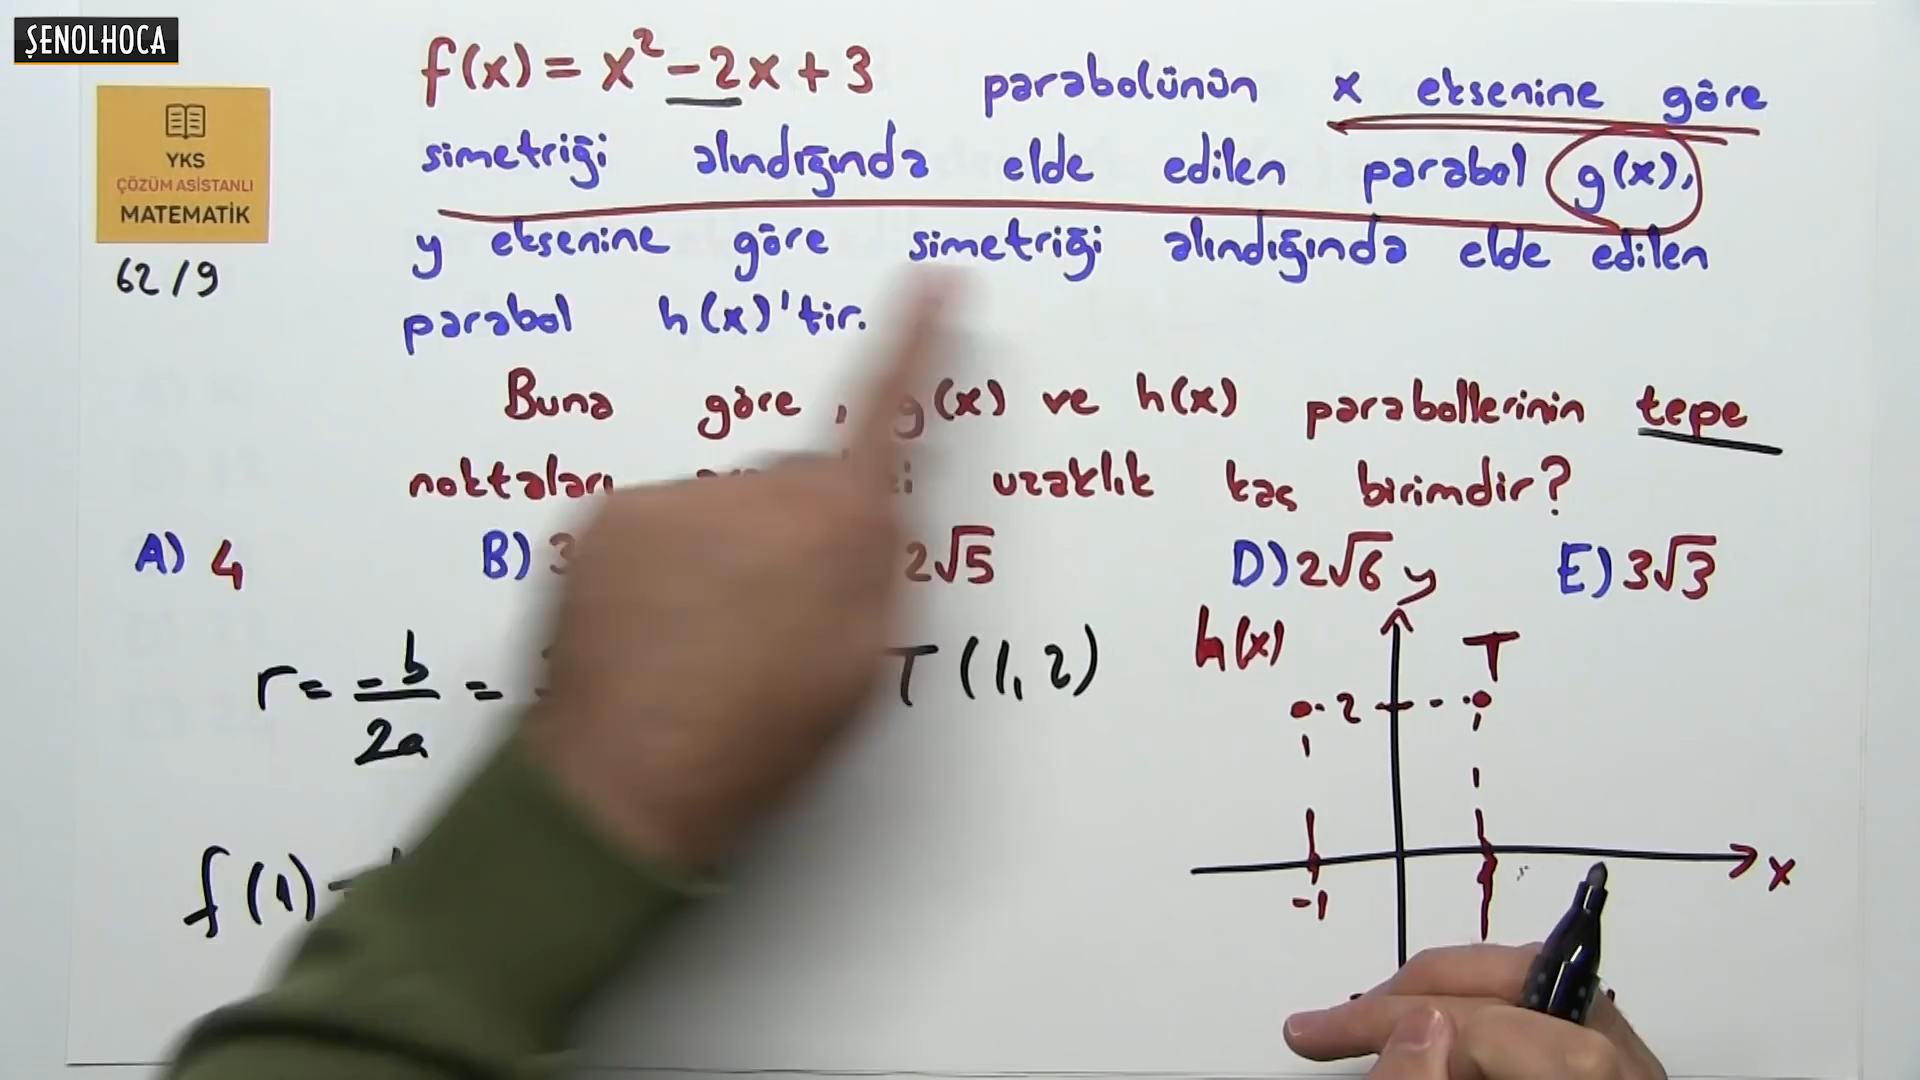 ŞENOLHOCA
YKS
ÇÖZÜM ASİSTANLI
MATEMATİK
62/9
f(x) = x² - 2x + 3 parabolünün x eksenine göre
simetriği alındığında elde edilen parabol g(x),
y eksenine göre simetriği alındığında elde edilen
parabol h(x)'tir.
Buna göre, g(x) ve h(x) parabollerinin tepe
noktaları uzaklık kaç birimdir?
A) 4 B) 3 2√5 D) 2√6 E) 3√3
r = -b/2a = T(1,2)
f(1) =
h(x) y T
2
-1 x